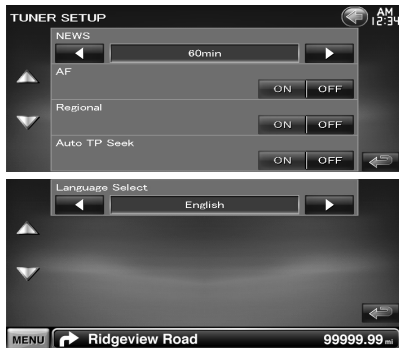 TUNER SETUP
AM
12:34
NEWS
60min
AF
ON OFF
Regional
ON OFF
Auto TP Seek
ON OFF
Language Select
English
MENU Ridgeview Road 99999.99 mi